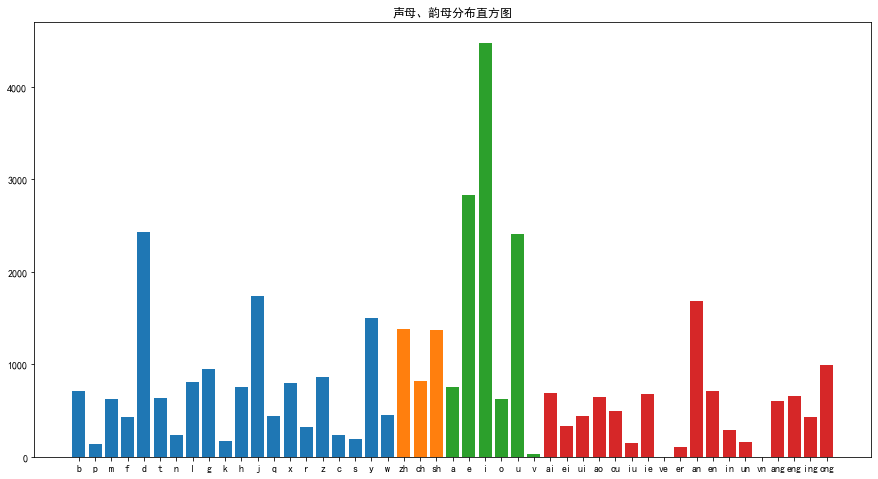 声母、韵母分布直方图
4000
3000
2000
1000
0
b p m f d t n l g k h j q x r z c s y w zh ch sh a e i o u v ai ei ui ao ou iu ie ve er an en in un vn ang eng ing ong